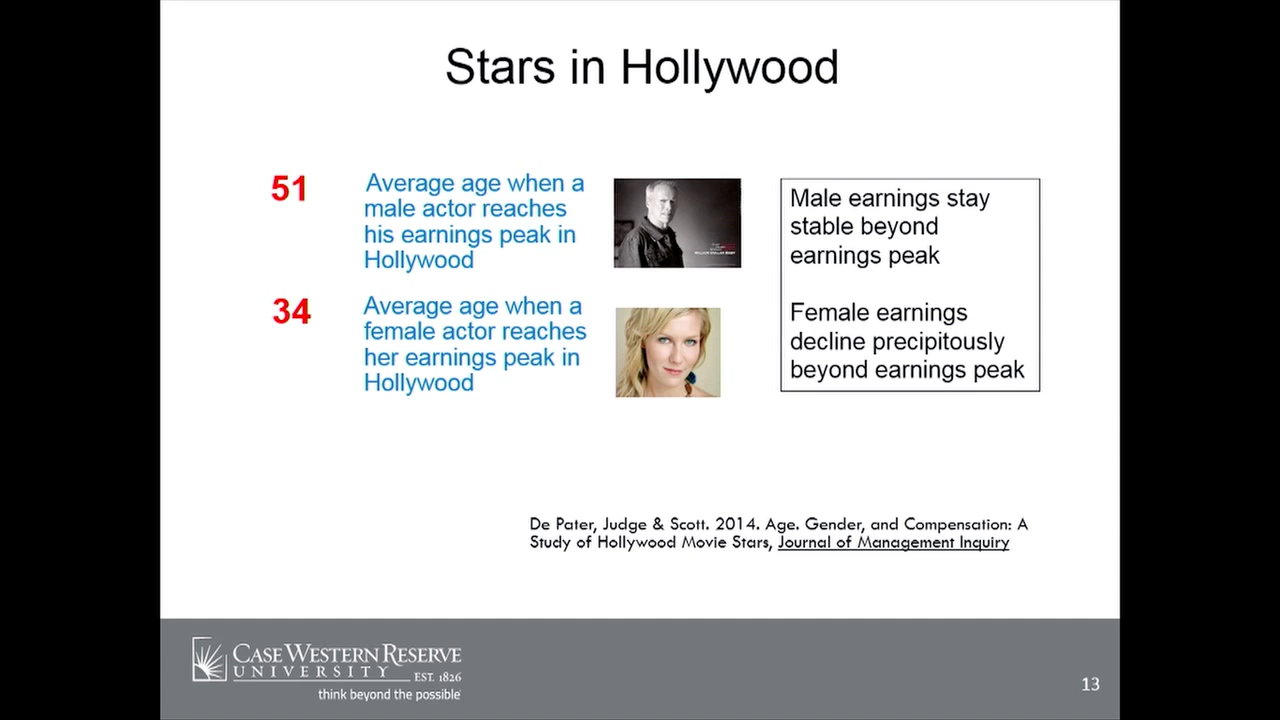 Stars in Hollywood
51
Average age when a
male actor reaches
his earnings peak in
Hollywood
34
Average age when a
female actor reaches
her earnings peak in
Hollywood
Male earnings stay
stable beyond
earnings peak
Female earnings
decline precipitously
beyond earnings peak
De Pater, Judge & Scott. 2014. Age. Gender, and Compensation: A
Study of Hollywood Movie Stars, Journal of Management Inquiry
CASE WESTERN RESERVE
UNIVERSITY EST. 1826
think beyond the possible
13